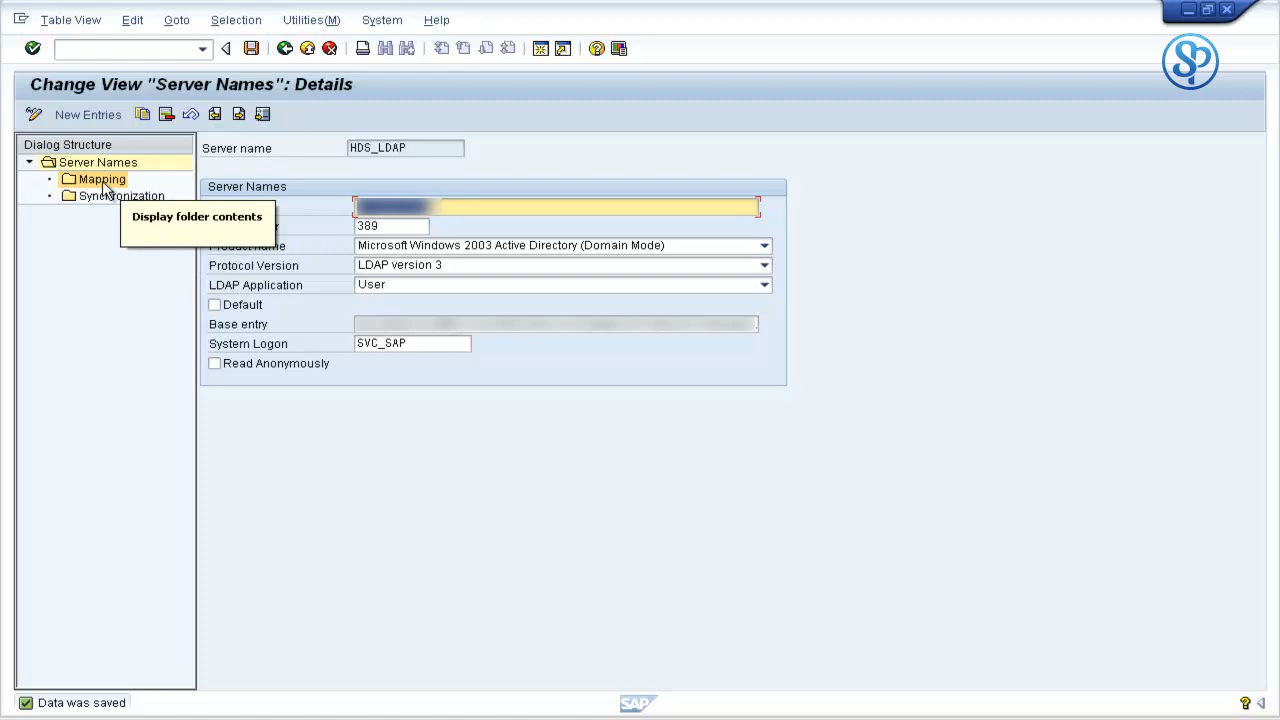 Table View Edit Goto Selection Utilities(M) System Help
Change View "Server Names": Details
New Entries
Dialog Structure
Server Names
Mapping
Synchronization
Display folder contents
Server name HDS_LDAP
Server Names
389
Product name Microsoft Windows 2003 Active Directory (Domain Mode)
Protocol Version LDAP version 3
LDAP Application User
Default
Base entry
System Logon SVC_SAP
Read Anonymously
Data was saved
SAP
SP